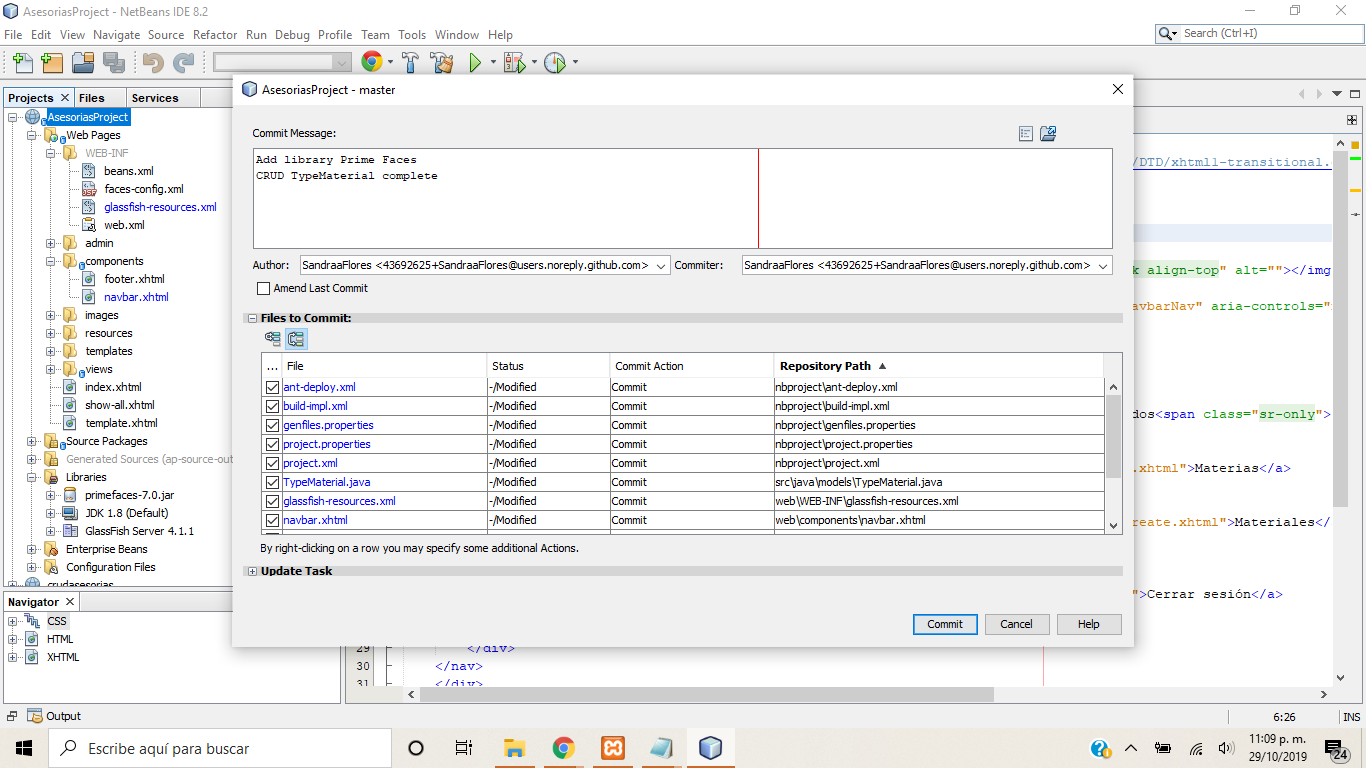 AsesoriasProject - NetBeans IDE 8.2
File Edit View Navigate Source Refactor Run Debug Profile Team Tools Window Help
Search (Ctrl+I)
Projects Files Services
AsesoriasProject
Web Pages
WEB-INF
beans.xml
faces-config.xml
glassfish-resources.xml
web.xml
admin
components
footer.xhtml
navbar.xhtml
images
resources
templates
views
index.xhtml
show-all.xhtml
template.xhtml
Source Packages
Generated Sources (ap-source-out
Libraries
primefaces-7.0.jar
JDK 1.8 (Default)
GlassFish Server 4.1.1
Enterprise Beans
Configuration Files
crudasesorias
Navigator
CSS
HTML
XHTML
AsesoriasProject - master
Commit Message:
Add library Prime Faces
CRUD TypeMaterial complete
Author: SandraaFlores <43692625+SandraaFlores@users.noreply.github.com> Commiter: SandraaFlores <43692625+SandraaFlores@users.noreply.github.com>
Amend Last Commit
Files to Commit:
... File Status Commit Action Repository Path
ant-deploy.xml -/Modified Commit nbproject\ant-deploy.xml
build-impl.xml -/Modified Commit nbproject\build-impl.xml
genfiles.properties -/Modified Commit nbproject\genfiles.properties
project.properties -/Modified Commit nbproject\project.properties
project.xml -/Modified Commit nbproject\project.xml
TypeMaterial.java -/Modified Commit src\java\models\TypeMaterial.java
glassfish-resources.xml -/Modified Commit web\WEB-INF\glassfish-resources.xml
navbar.xhtml -/Modified Commit web\components\navbar.xhtml
By right-clicking on a row you may specify some additional Actions.
Update Task
Commit Cancel Help
/DTD/xhtml1-transitional.
k align-top" alt=""></img
avbarNav" aria-controls="
dos<span class="sr-only">
.xhtml">Materias</a>
reate.xhtml">Materiales</
">Cerrar sesión</a>
29 </div>
30 </nav>
31 </div>
Output
6:26 INS
Escribe aquí para buscar
11:09 p. m.
29/10/2019
24